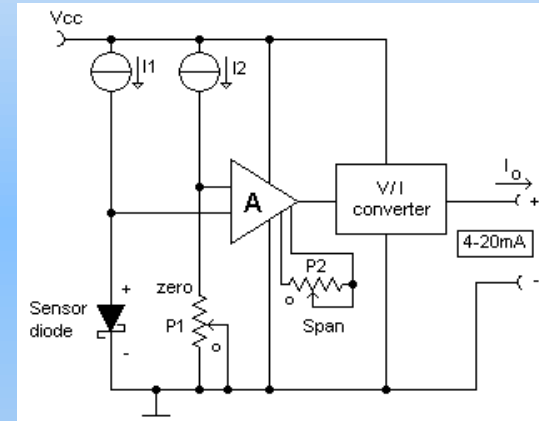 Vcc
I1
I2
A
V/I
converter
Io
+
4-20mA
-
P2
o
Span
Sensor
diode
+
-
zero
P1
o